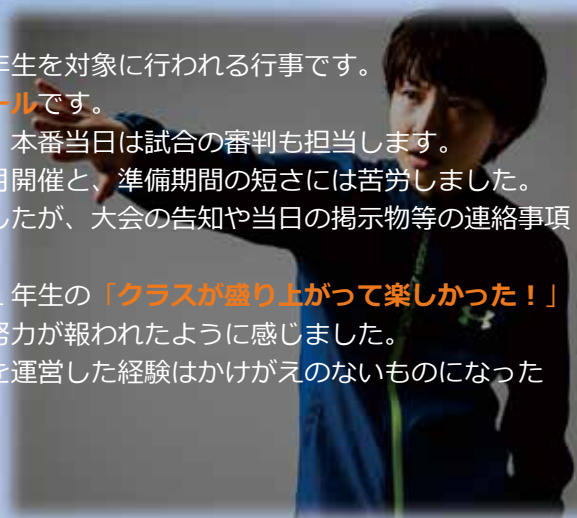 年生を対象に行われる行事です。
ールです。
本番当日は試合の審判も担当します。
月開催と、準備期間の短さには苦労しました。
したが、大会の告知や当日の掲示物等の連絡事項
１年生の「クラスが盛り上がって楽しかった！」
努力が報われたように感じました。
を運営した経験はかけがえのないものになった